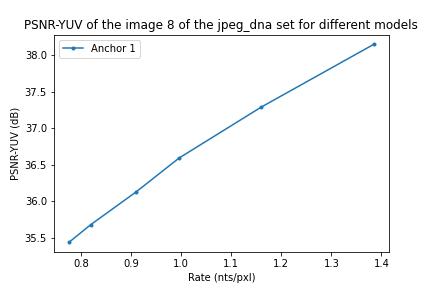 PSNR-YUV of the image 8 of the jpeg_dna set for different models
Anchor 1
PSNR-YUV (dB)
38.0
37.5
37.0
36.5
36.0
35.5
0.8 0.9 1.0 1.1 1.2 1.3 1.4
Rate (nts/pxl)